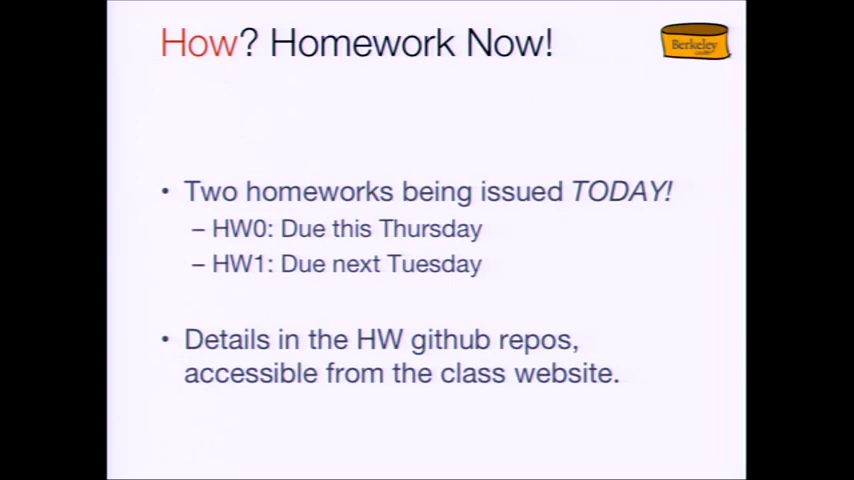 How? Homework Now!
Berkeley
• Two homeworks being issued TODAY!
– HW0: Due this Thursday
– HW1: Due next Tuesday
• Details in the HW github repos,
accessible from the class website.